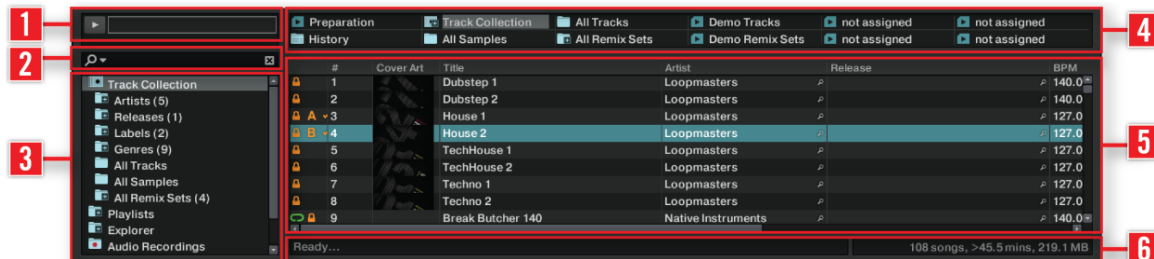 1
2
3
4
5
6
Preparation Track Collection All Tracks Demo Tracks not assigned not assigned
History All Samples All Remix Sets Demo Remix Sets not assigned not assigned
Track Collection
Artists (5)
Releases (1)
Labels (2)
Genres (9)
All Tracks
All Samples
All Remix Sets (4)
Playlists
Explorer
Audio Recordings
# Cover Art Title Artist Release BPM
1 Dubstep 1 Loopmasters 140.0
2 Dubstep 2 Loopmasters 140.0
A 3 House 1 Loopmasters 127.0
B 4 House 2 Loopmasters 127.0
5 TechHouse 1 Loopmasters 127.0
6 TechHouse 2 Loopmasters 127.0
7 Techno 1 Loopmasters 127.0
8 Techno 2 Loopmasters 127.0
9 Break Butcher 140 Native Instruments 140.0
Ready... 108 songs, >45.5 mins, 219.1 MB